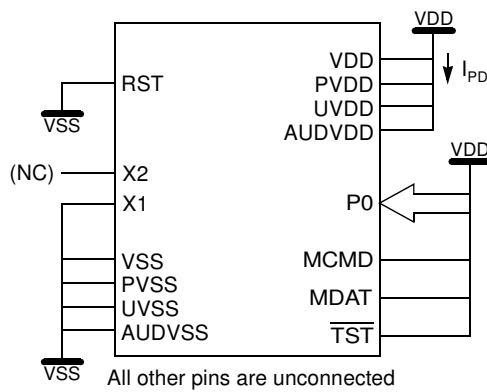 VDD
VDD
I_PD
PVDD
UVDD
AUDVDD
RST
VSS
VDD
(NC) X2
X1
P0
VSS
PVSS
UVSS
AUDVSS
MCMD
MDAT
TST
VSS
All other pins are unconnected